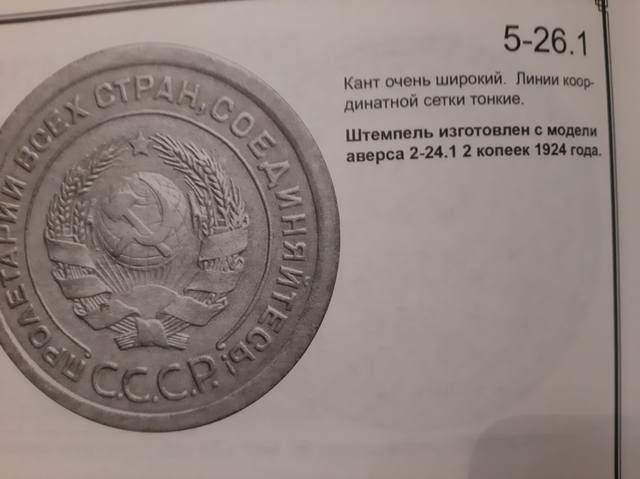 5-26.1
Кант очень широкий. Линии коор-
динатной сетки тонкие.
Штемпель изготовлен с модели
аверса 2-24.1 2 копеек 1924 года.
ПРОЛЕТАРИИ ВСЕХ СТРАН, СОЕДИНЯЙТЕСЬ!
С.С.С.Р.